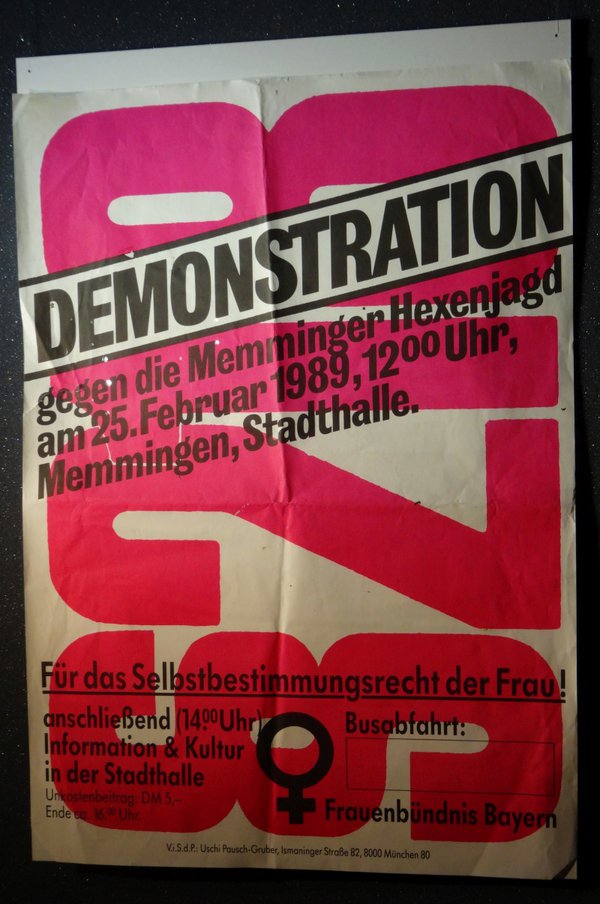 DEMONSTRATION
gegen die Memminger Hexenjagd
am 25. Februar 1989, 12⁰⁰ Uhr,
Memmingen, Stadthalle.
Für das Selbstbestimmungsrecht der Frau!
anschließend (14.⁰⁰ Uhr)
Information & Kultur
in der Stadthalle
Unkostenbeitrag: DM 5,–
Ende ca. Uhr
Busabfahrt:
Frauenbündnis Bayern
V.i.S.d.P.: Uschi Pausch-Gruber, Ismaninger Straße 82, 8000 München 80